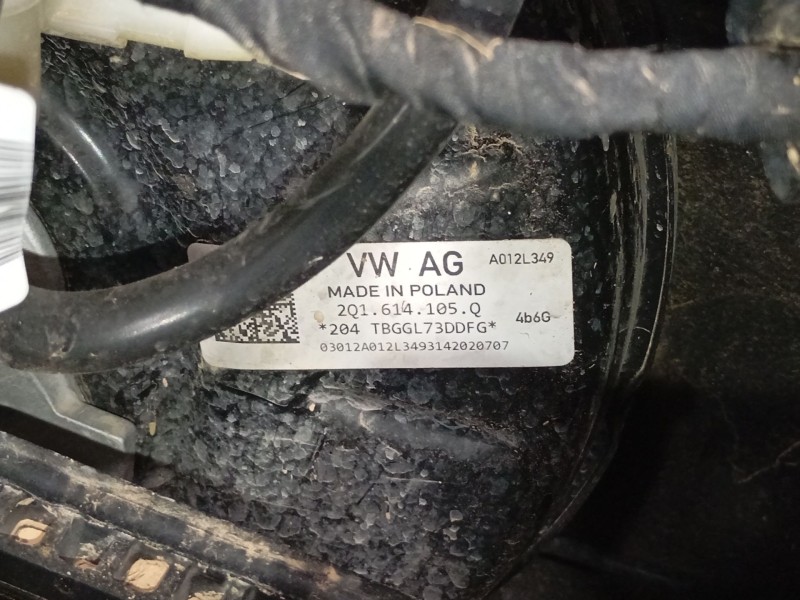 VW AG
A012L349
MADE IN POLAND
2Q1.614.105.Q
*204 TBGGL73DDFG*
4b6G
03012A012L3493142020707